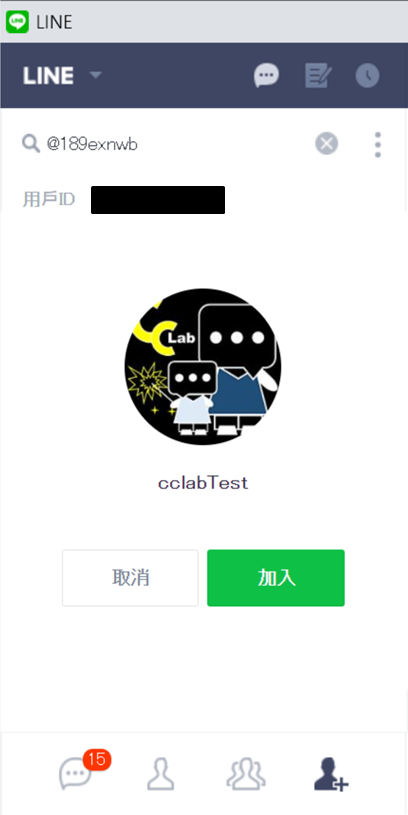 LINE
LINE
@189exnwb
用戶ID
Lab
cclabTest
取消
加入
15